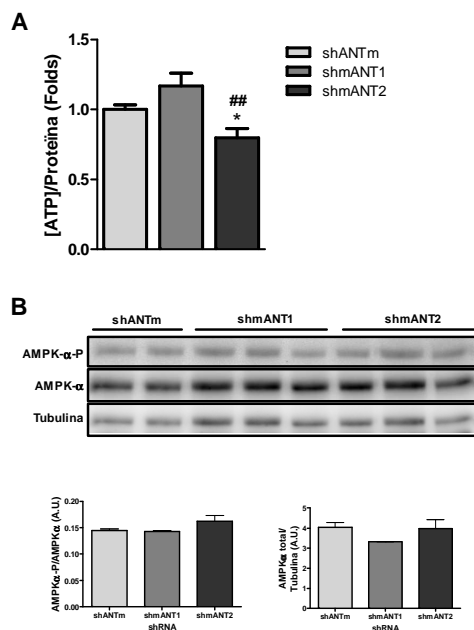 A
[ATP]/Proteïna (Folds)
1.5
1.0
0.5
0.0
##
*
shANTm
shmANT1
shmANT2
B
shANTm shmANT1 shmANT2
AMPK-α-P
AMPK-α
Tubulina
AMPKα-P/AMPKα (A.U.)
0.20
0.15
0.10
0.05
0.00
shANTm shmANT1 shmANT2
shRNA
AMPKα total/
Tubulina (A.U.)
5
4
3
2
1
0
shANTm shmANT1 shmANT2
shRNA